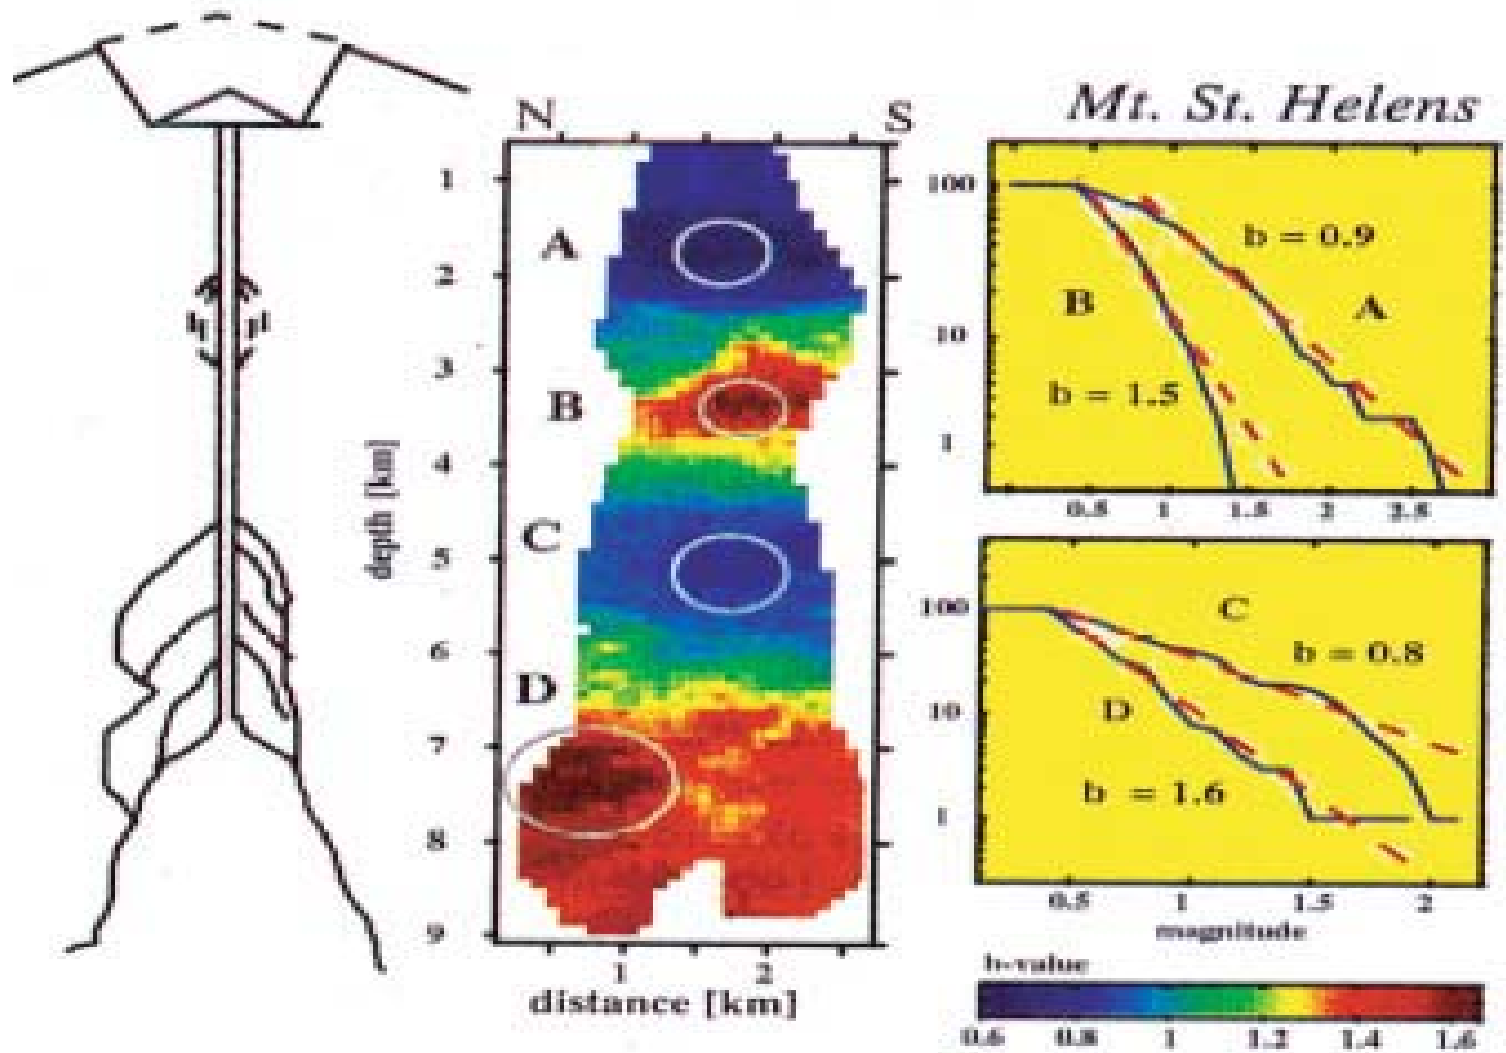 Mt. St. Helens
N S
1
2
3
4
5
6
7
8
9
depth [km]
A
B
C
D
1 2
distance [km]
100
10
1
b = 0.9
B
A
b = 1.5
0.5 1 1.5 2 2.5
100
10
1
C
b = 0.8
D
b = 1.6
0.5 1 1.5 2
magnitude
b-value
0.6 0.8 1 1.2 1.4 1.6